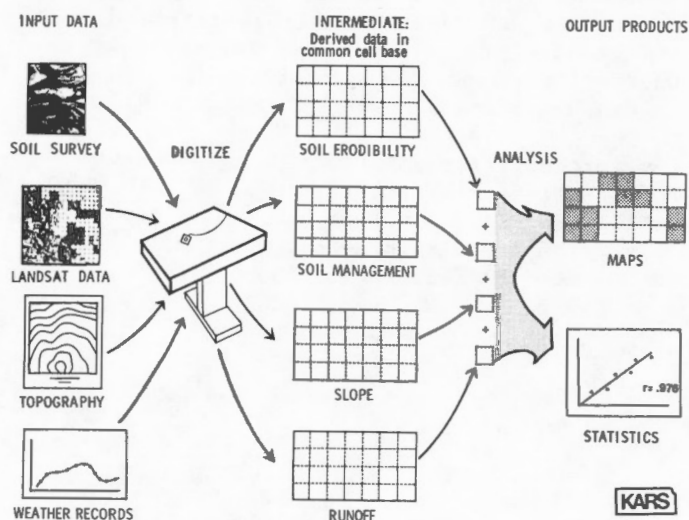 INPUT DATA
SOIL SURVEY
LANDSAT DATA
TOPOGRAPHY
WEATHER RECORDS
DIGITIZE
INTERMEDIATE:
Derived data in
common cell base
SOIL ERODIBILITY
SOIL MANAGEMENT
SLOPE
RUNOFF
ANALYSIS
+
+
+
OUTPUT PRODUCTS
MAPS
r=.976
STATISTICS
KARS